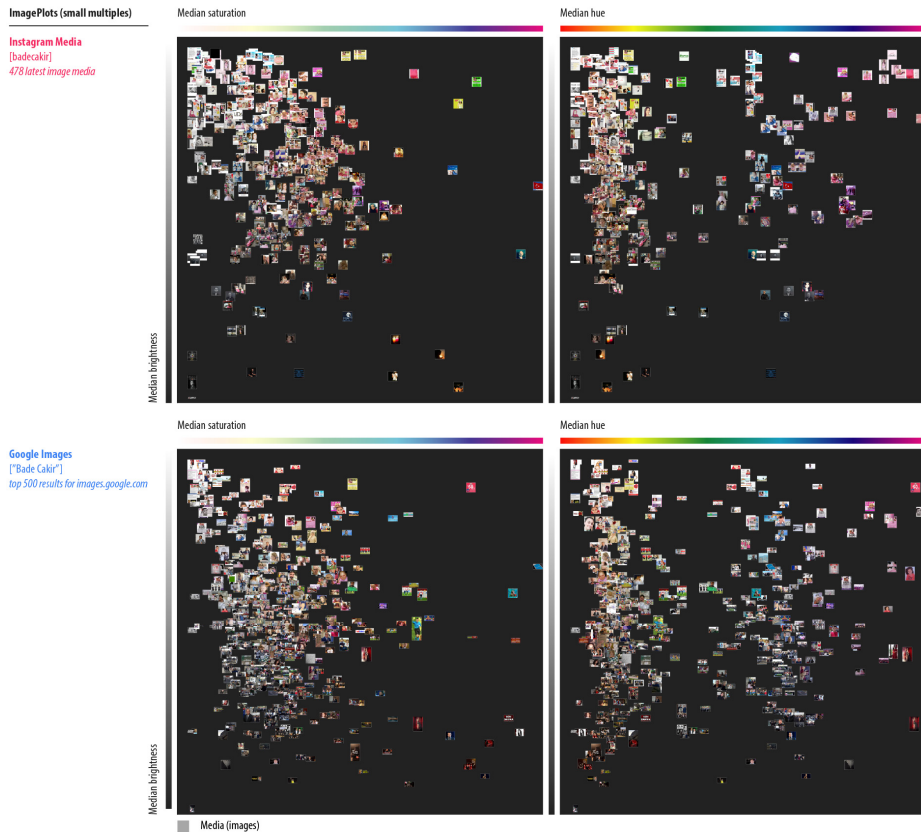 ImagePlots (small multiples)
Median saturation
Median hue
Instagram Media
[badecakir]
478 latest image media
Median brightness
Median saturation
Median hue
Google Images
["Bade Cakir"]
top 500 results for images.google.com
Median brightness
Media (images)